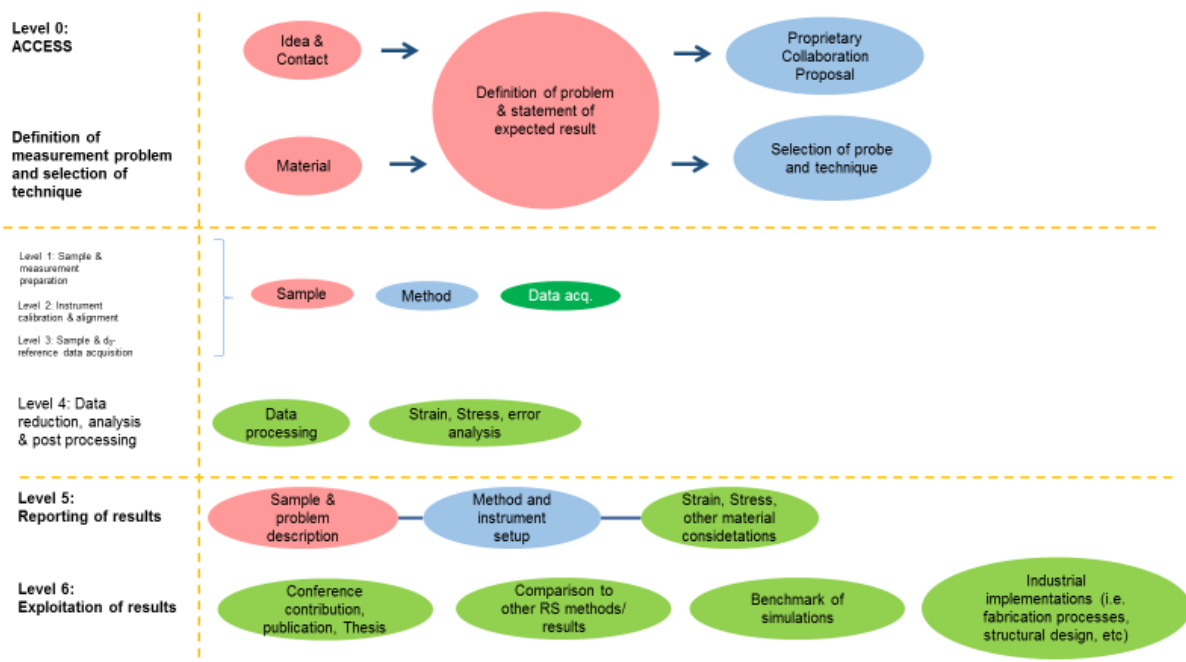 Level 0:
ACCESS
Idea &
Contact
Definition of problem
& statement of
expected result
Proprietary
Collaboration
Proposal
Definition of
measurement problem
and selection of
technique
Material
Selection of probe
and technique
Level 1: Sample &
measurement
preparation
Level 2: Instrument
calibration & alignment
Level 3: Sample & d₀-
reference data acquisition
Sample
Method
Data acq.
Level 4: Data
reduction, analysis
& post processing
Data
processing
Strain, Stress, error
analysis
Level 5:
Reporting of results
Sample &
problem
description
Method and
instrument
setup
Strain, Stress,
other material
considetations
Level 6:
Exploitation of results
Conference
contribution,
publication, Thesis
Comparison to
other RS methods/
results
Benchmark of
simulations
Industrial
implementations (i.e.
fabrication processes,
structural design, etc)